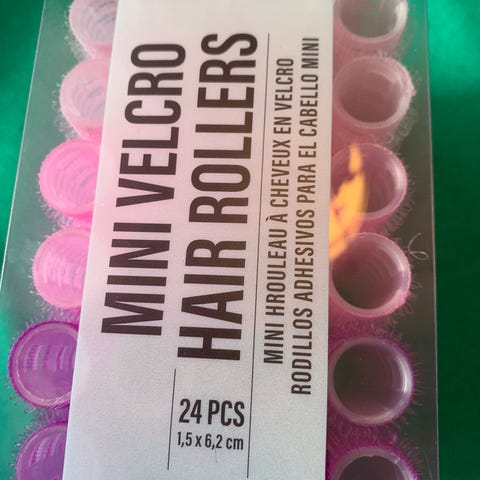 MINI VELCRO
HAIR ROLLERS
MINI HROULEAU À CHEVEUX EN VELCRO
RODILLOS ADHESIVOS PARA EL CABELLO MINI
24 PCS
1,5 x 6,2 cm